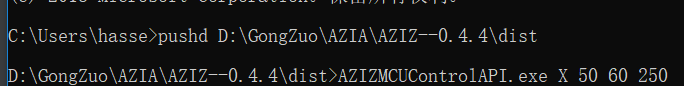 C:\Users\hasse>pushd D:\GongZuo\AZIA\AZIZ--0.4.4\dist
D:\GongZuo\AZIA\AZIZ--0.4.4\dist>AZIZMCUControlAPI.exe X 50 60 250